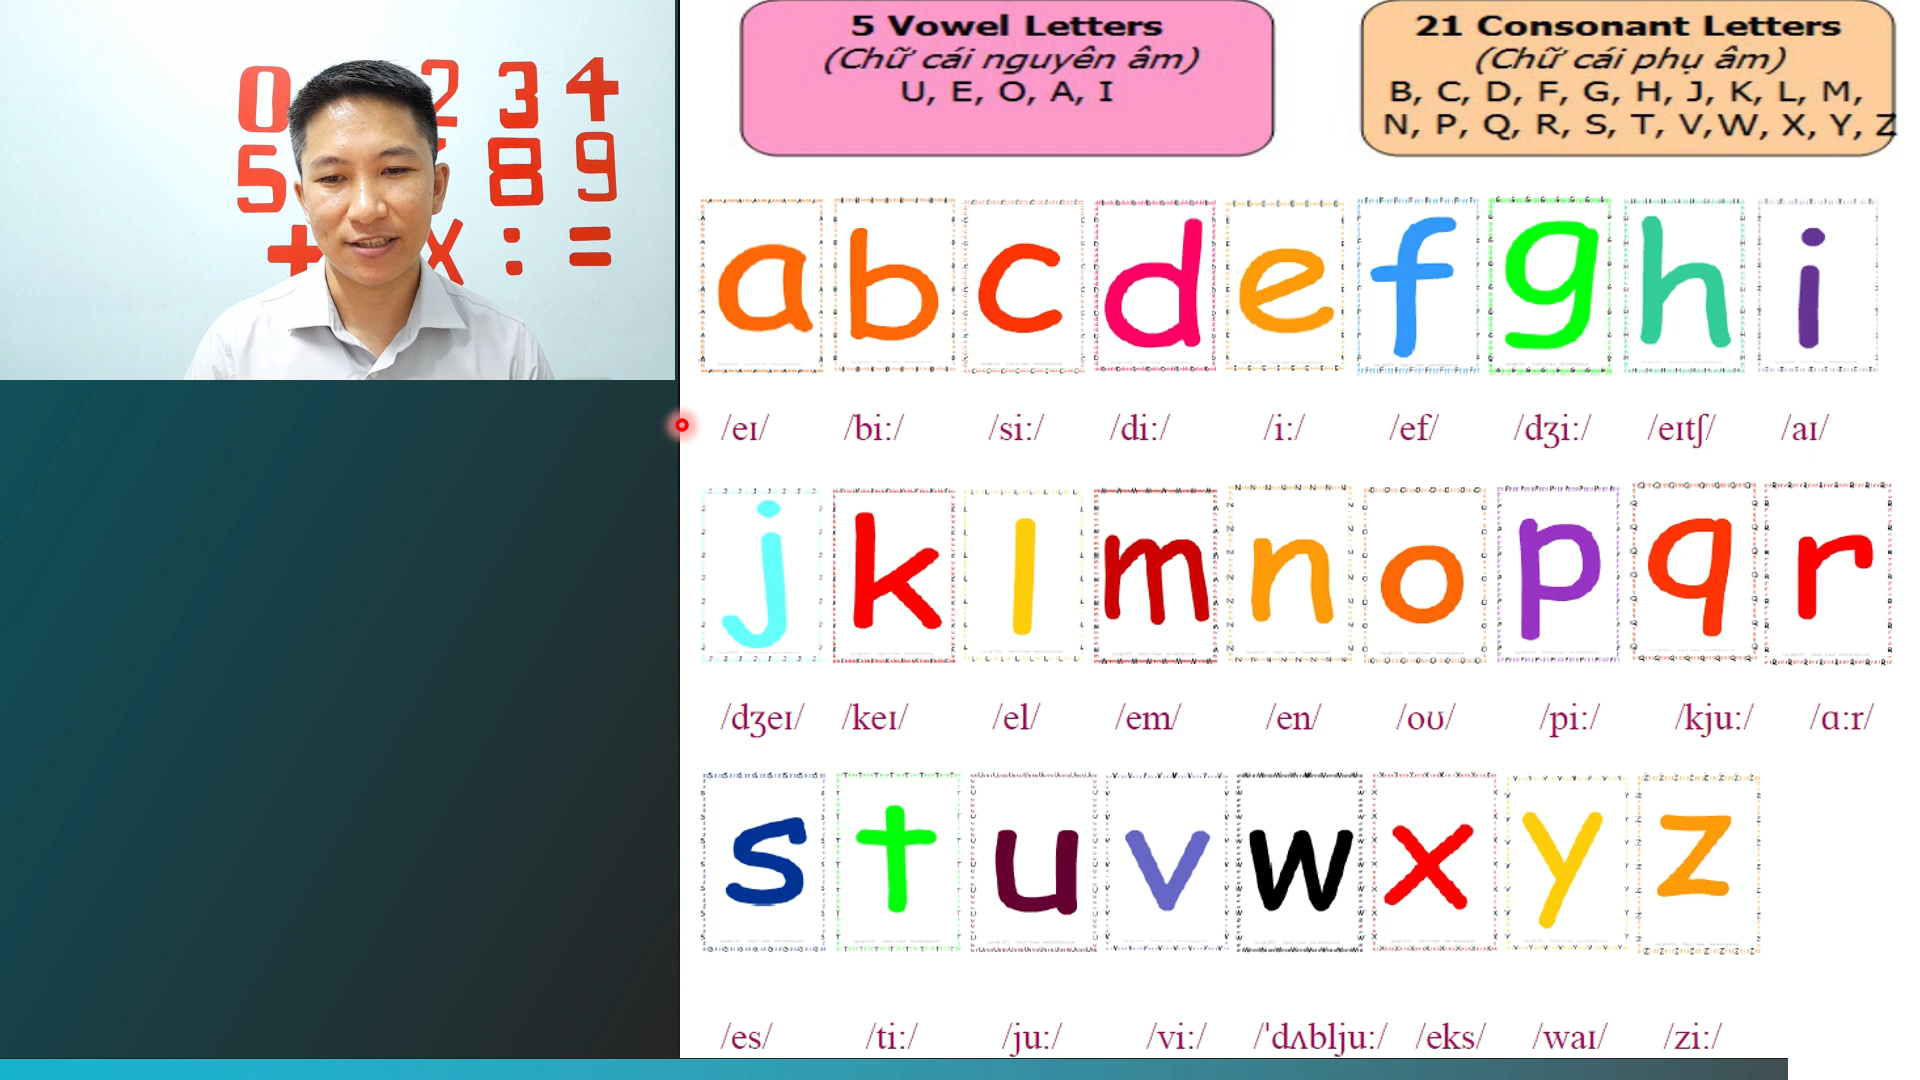 0 2 3 4
5 8 9
+ x : =
5 Vowel Letters
(Chữ cái nguyên âm)
U, E, O, A, I
21 Consonant Letters
(Chữ cái phụ âm)
B, C, D, F, G, H, J, K, L, M,
N, P, Q, R, S, T, V,W, X, Y, Z
a b c d e f g h i
/eɪ/ /bi:/ /si:/ /di:/ /i:/ /ef/ /dʒi:/ /eɪtʃ/ /aɪ/
j k l m n o p q r
/dʒeɪ/ /keɪ/ /el/ /em/ /en/ /oʊ/ /pi:/ /kju:/ /ɑ:r/
s t u v w x y z
/es/ /ti:/ /ju:/ /vi:/ /ˈdʌblju:/ /eks/ /waɪ/ /zi:/